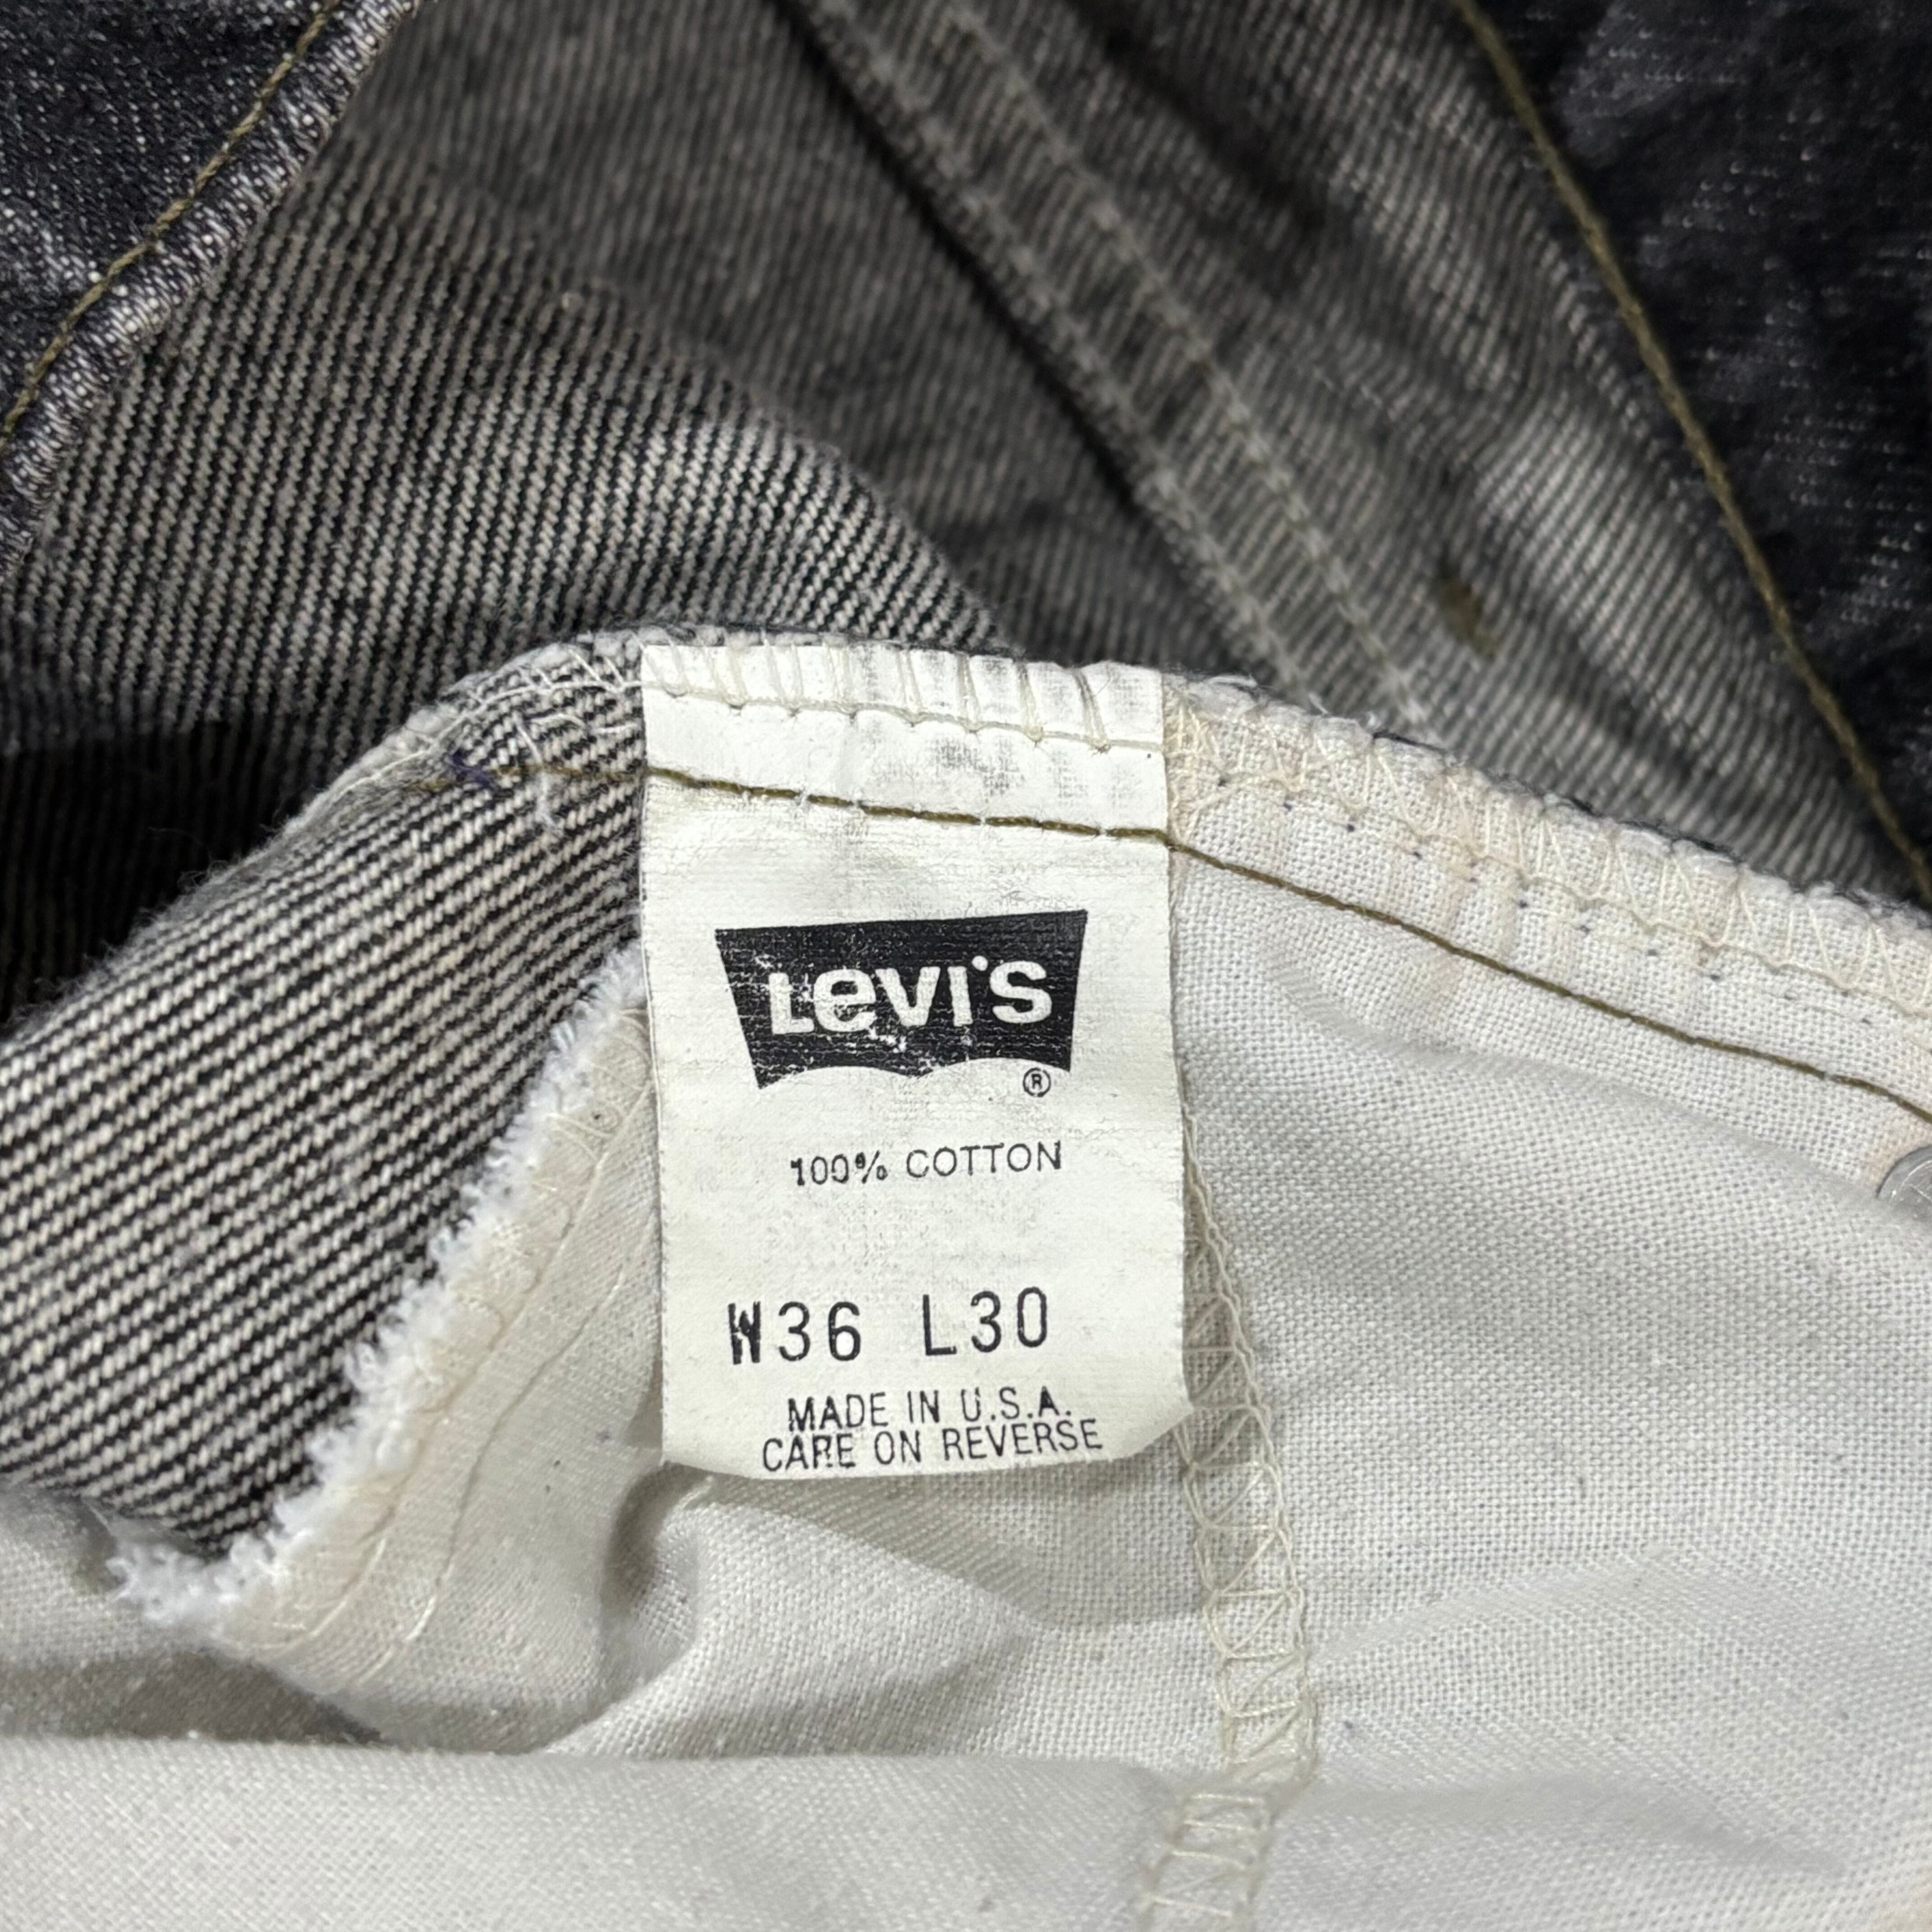 Levi's
®
100% COTTON
W36 L30
MADE IN U.S.A.
CARE ON REVERSE